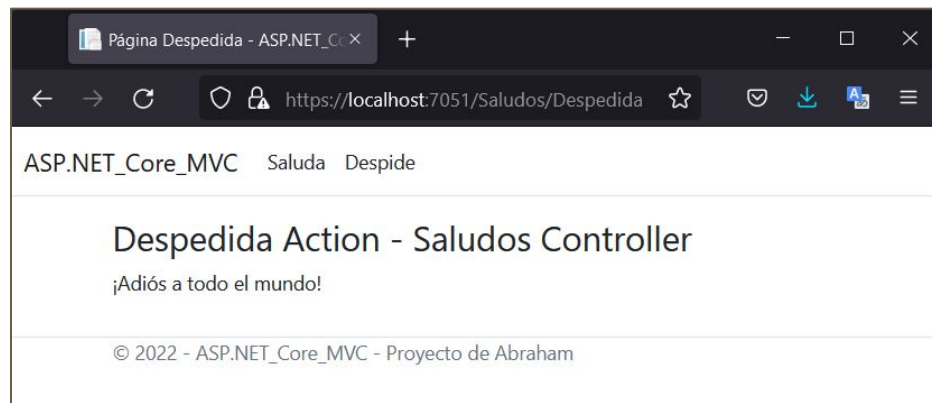 Página Despedida - ASP.NET_Co
https://localhost:7051/Saludos/Despedida
ASP.NET_Core_MVC Saluda Despide
Despedida Action - Saludos Controller
¡Adiós a todo el mundo!
© 2022 - ASP.NET_Core_MVC - Proyecto de Abraham